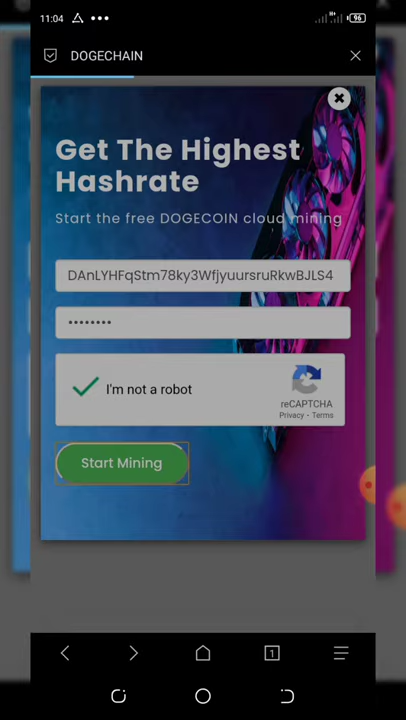 11:04
96
DOGECHAIN
Get The Highest
Hashrate
Start the free DOGECOIN cloud mining
DAnLYHFqStm78ky3WfjyuursruRkwBJLS4
••••••••
I'm not a robot
reCAPTCHA
Privacy - Terms
Start Mining
1